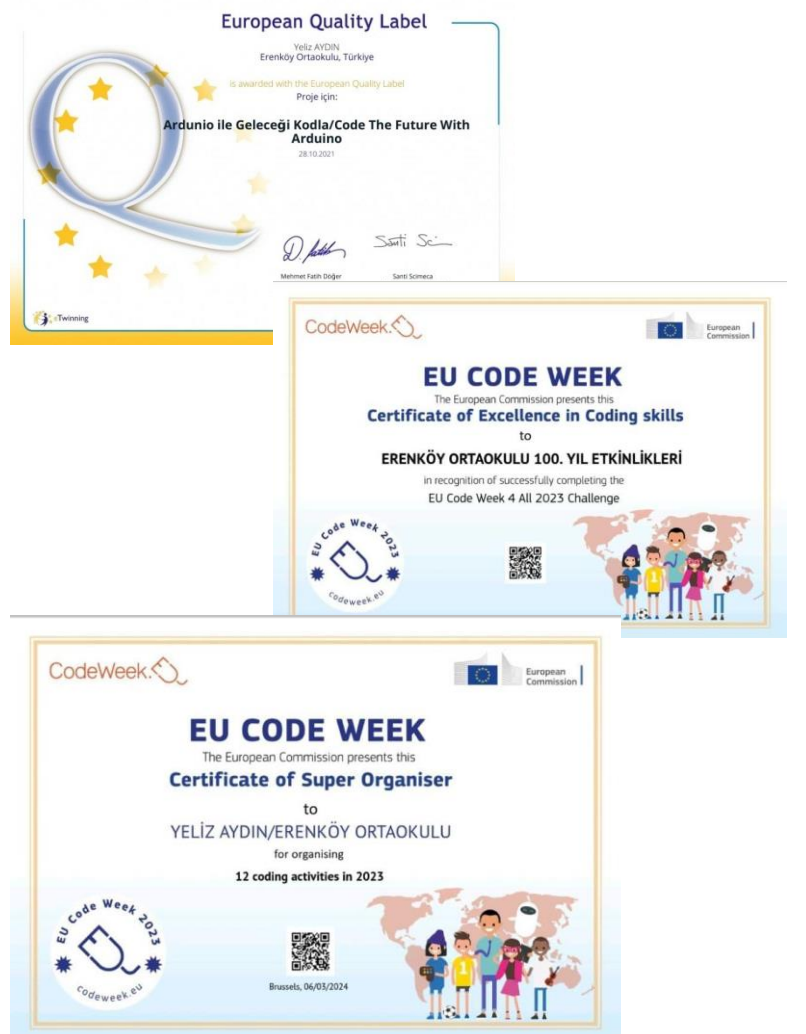 European Quality Label
Yeliz AYDIN
Erenköy Ortaokulu, Türkiye
is awarded with the European Quality Label
Proje için:
Ardunio ile Geleceği Kodla/Code The Future With
Arduino
28.10.2021
Mehmet Fatih Döğer
Santi Scimeca
eTwinning
CodeWeek.
European
Commission
EU CODE WEEK
The European Commission presents this
Certificate of Excellence in Coding skills
to
ERENKÖY ORTAOKULU 100. YIL ETKİNLİKLERİ
in recognition of successfully completing the
EU Code Week 4 All 2023 Challenge
EU Code Week 2023
codeweek.eu
1
CodeWeek.
European
Commission
EU CODE WEEK
The European Commission presents this
Certificate of Super Organiser
to
YELİZ AYDIN/ERENKÖY ORTAOKULU
for organising
12 coding activities in 2023
EU Code Week 2023
codeweek.eu
Brussels, 06/03/2024
1